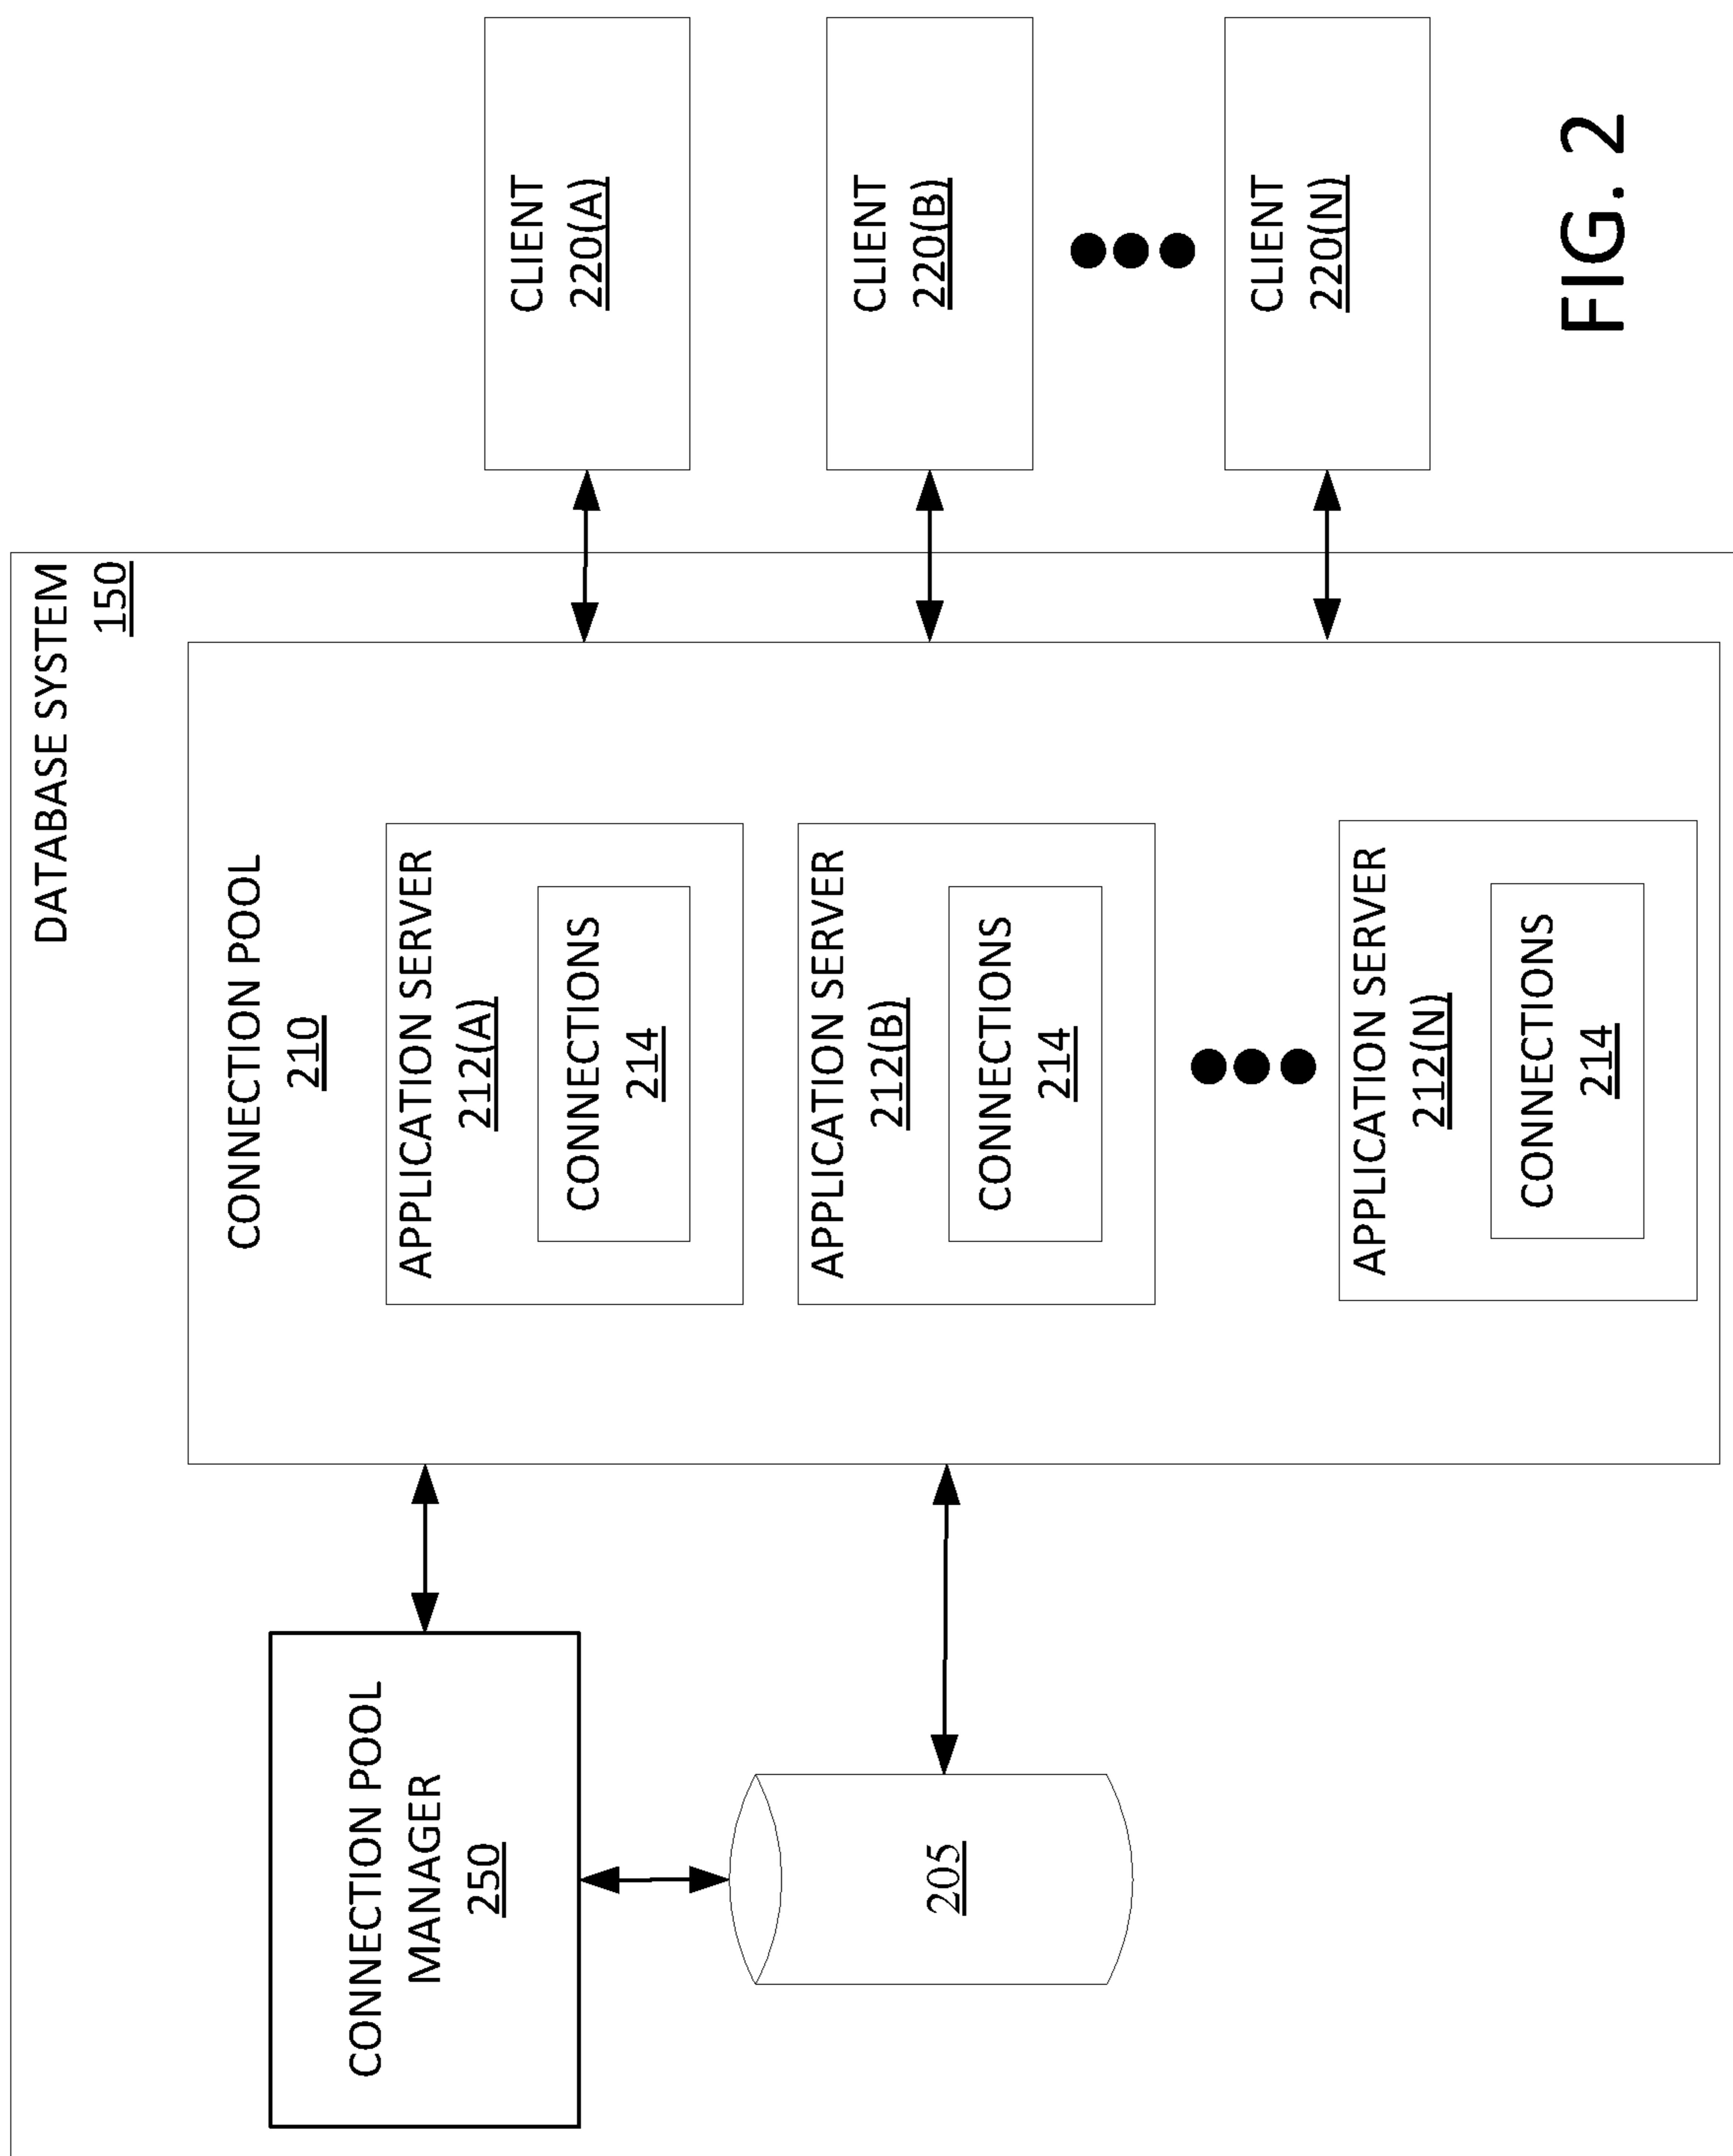 DATABASE SYSTEM
150
CONNECTION POOL
MANAGER
250
205
CONNECTION POOL
210
APPLICATION SERVER
212(A)
CONNECTIONS
214
APPLICATION SERVER
212(B)
CONNECTIONS
214
APPLICATION SERVER
212(N)
CONNECTIONS
214
CLIENT
220(A)
CLIENT
220(B)
CLIENT
220(N)
FIG. 2